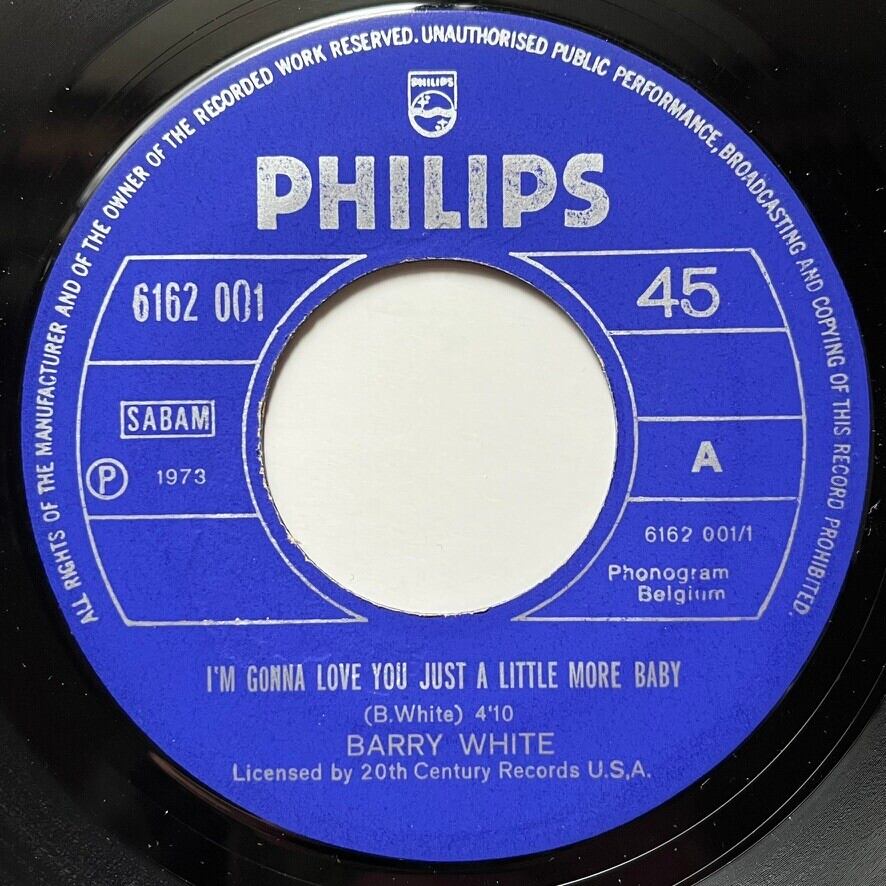 ALL RIGHTS OF THE MANUFACTURER AND OF THE OWNER OF THE RECORDED WORK RESERVED. UNAUTHORISED PUBLIC PERFORMANCE, BROADCASTING AND COPYING OF THIS RECORD PROHIBITED.
PHILIPS
PHILIPS
6162 001
45
SABAM
A
P 1973
6162 001/1
Phonogram
Belgium
I'M GONNA LOVE YOU JUST A LITTLE MORE BABY
(B.White) 4'10
BARRY WHITE
Licensed by 20th Century Records U.S.A.